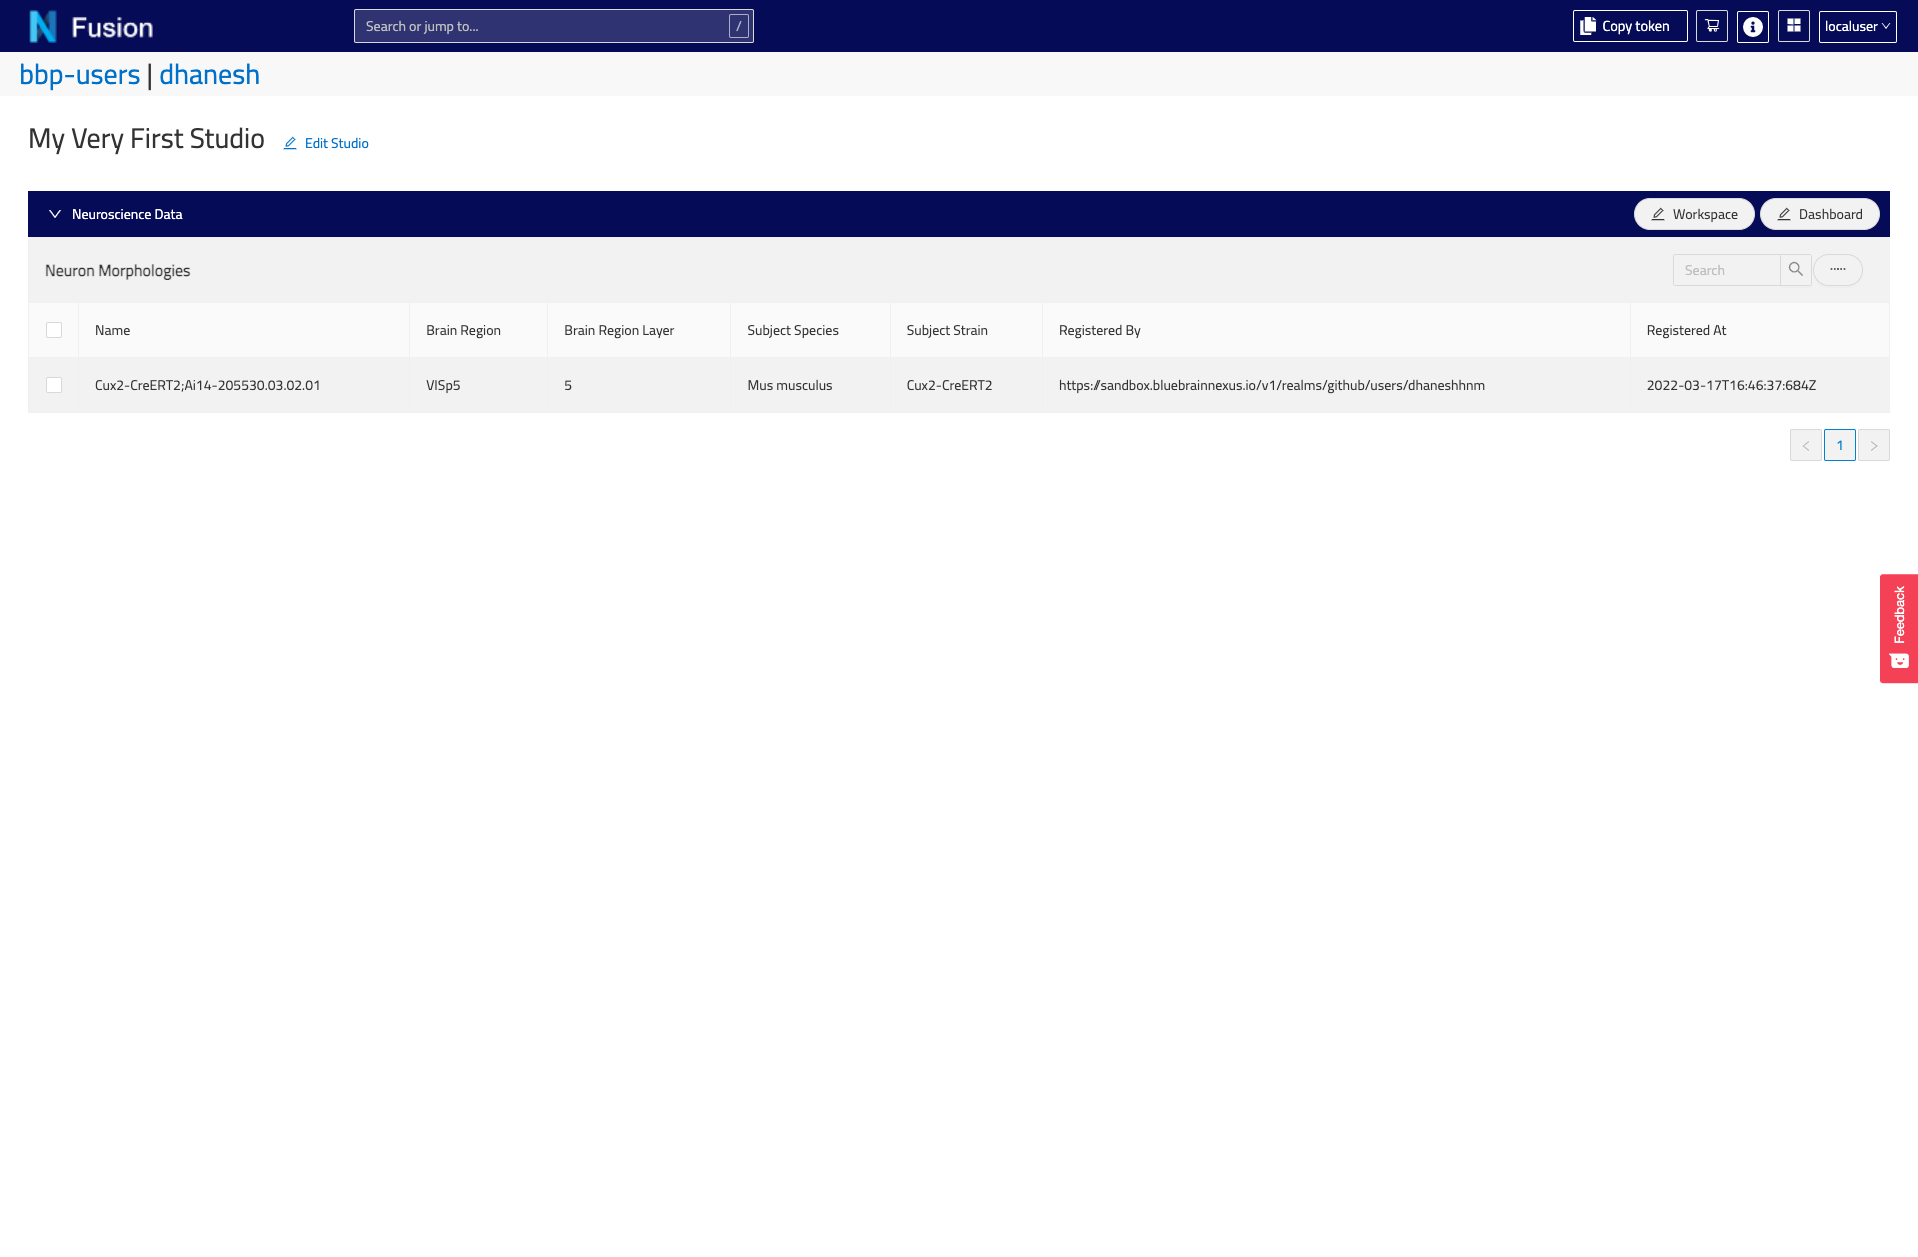 N Fusion
Search or jump to... /
Copy token
localuser
bbp-users | dhanesh
My Very First Studio
Edit Studio
Neuroscience Data
Workspace
Dashboard
Neuron Morphologies
Search
.....
Name Brain Region Brain Region Layer Subject Species Subject Strain Registered By Registered At
Cux2-CreERT2;Ai14-205530.03.02.01 VISp5 5 Mus musculus Cux2-CreERT2 https://sandbox.bluebrainnexus.io/v1/realms/github/users/dhaneshhnm 2022-03-17T16:46:37:684Z
< 1 >
Feedback